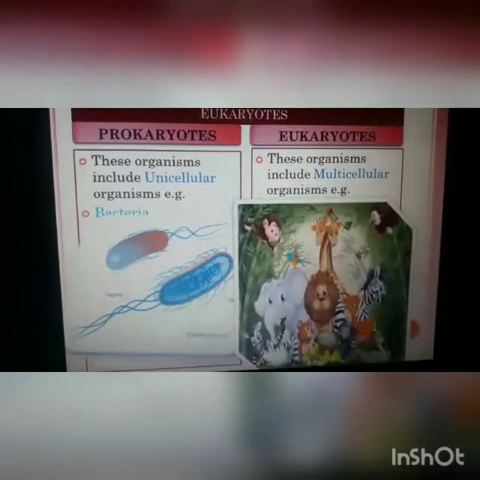 EUKARYOTES
PROKARYOTES
EUKARYOTES
These organisms
include Unicellular
organisms e.g.
Bacteria
These organisms
include Multicellular
organisms e.g.
InShOt